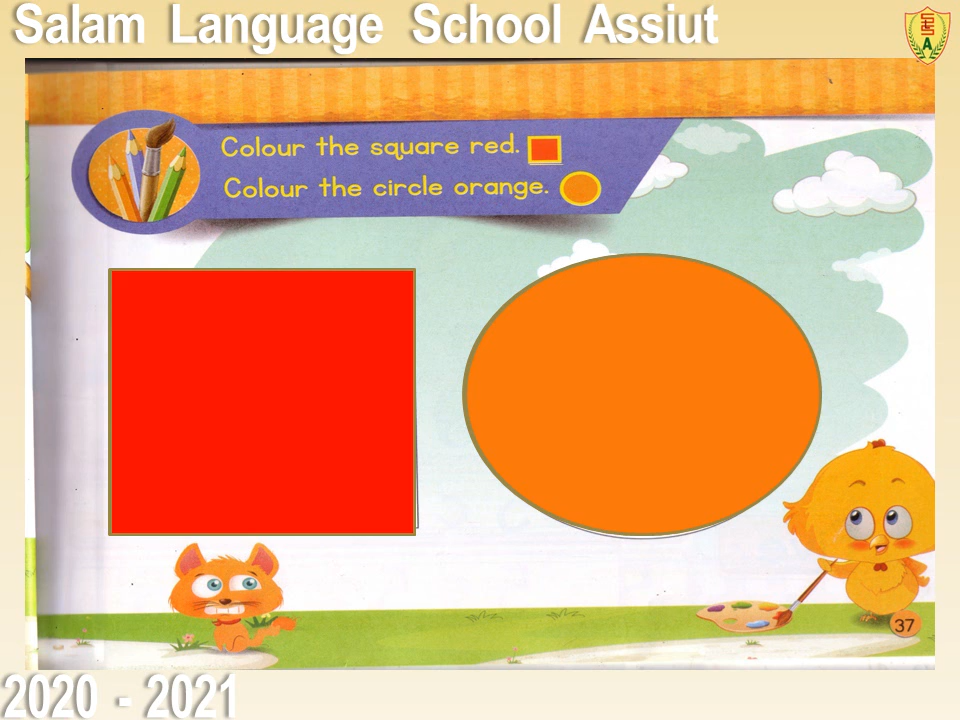 Salam Language School Assiut
A
Colour the square red.
Colour the circle orange.
37
2020 - 2021